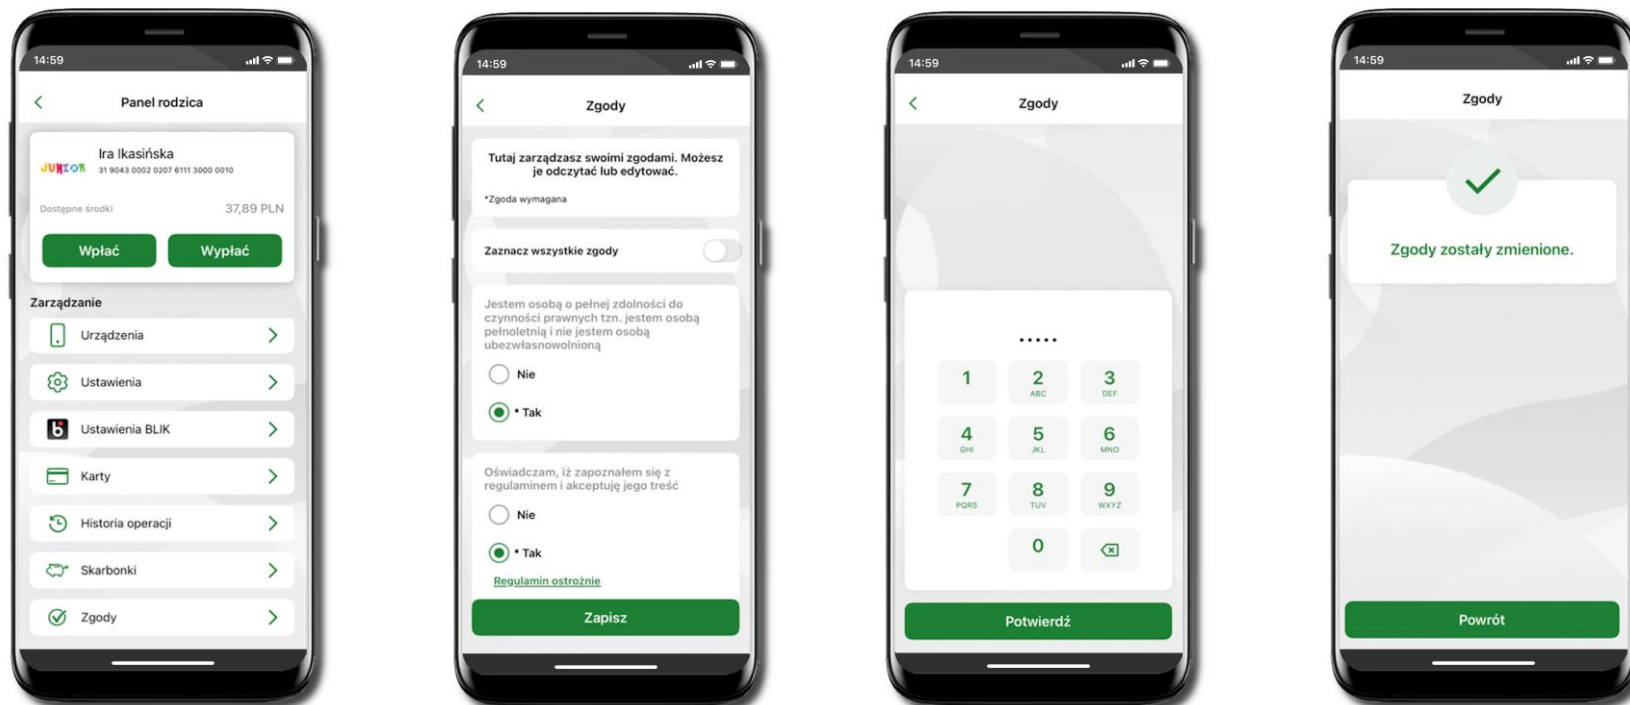 14:59
Panel rodzica
Ira Ikasińska
JUNIOR
31 9043 0002 0207 6111 3000 0010
Dostępne środki 37,89 PLN
Wpłać Wypłać
Zarządzanie
Urządzenia
Ustawienia
Ustawienia BLIK
Karty
Historia operacji
Skarbonki
Zgody
14:59
Zgody
Tutaj zarządzasz swoimi zgodami. Możesz
je odczytać lub edytować.
*Zgoda wymagana
Zaznacz wszystkie zgody
Jestem osobą o pełnej zdolności do
czynności prawnych tzn. jestem osobą
pełnoletnią i nie jestem osobą
ubezwłasnowolnioną
Nie
* Tak
Oświadczam, iż zapoznałem się z
regulaminem i akceptuję jego treść
Nie
* Tak
Regulamin ostrożnie
Zapisz
14:59
Zgody
1 2 3
ABC DEF
4 5 6
GHI JKL MNO
7 8 9
PQRS TUV WXYZ
0
Potwierdź
14:59
Zgody
Zgody zostały zmienione.
Powrót